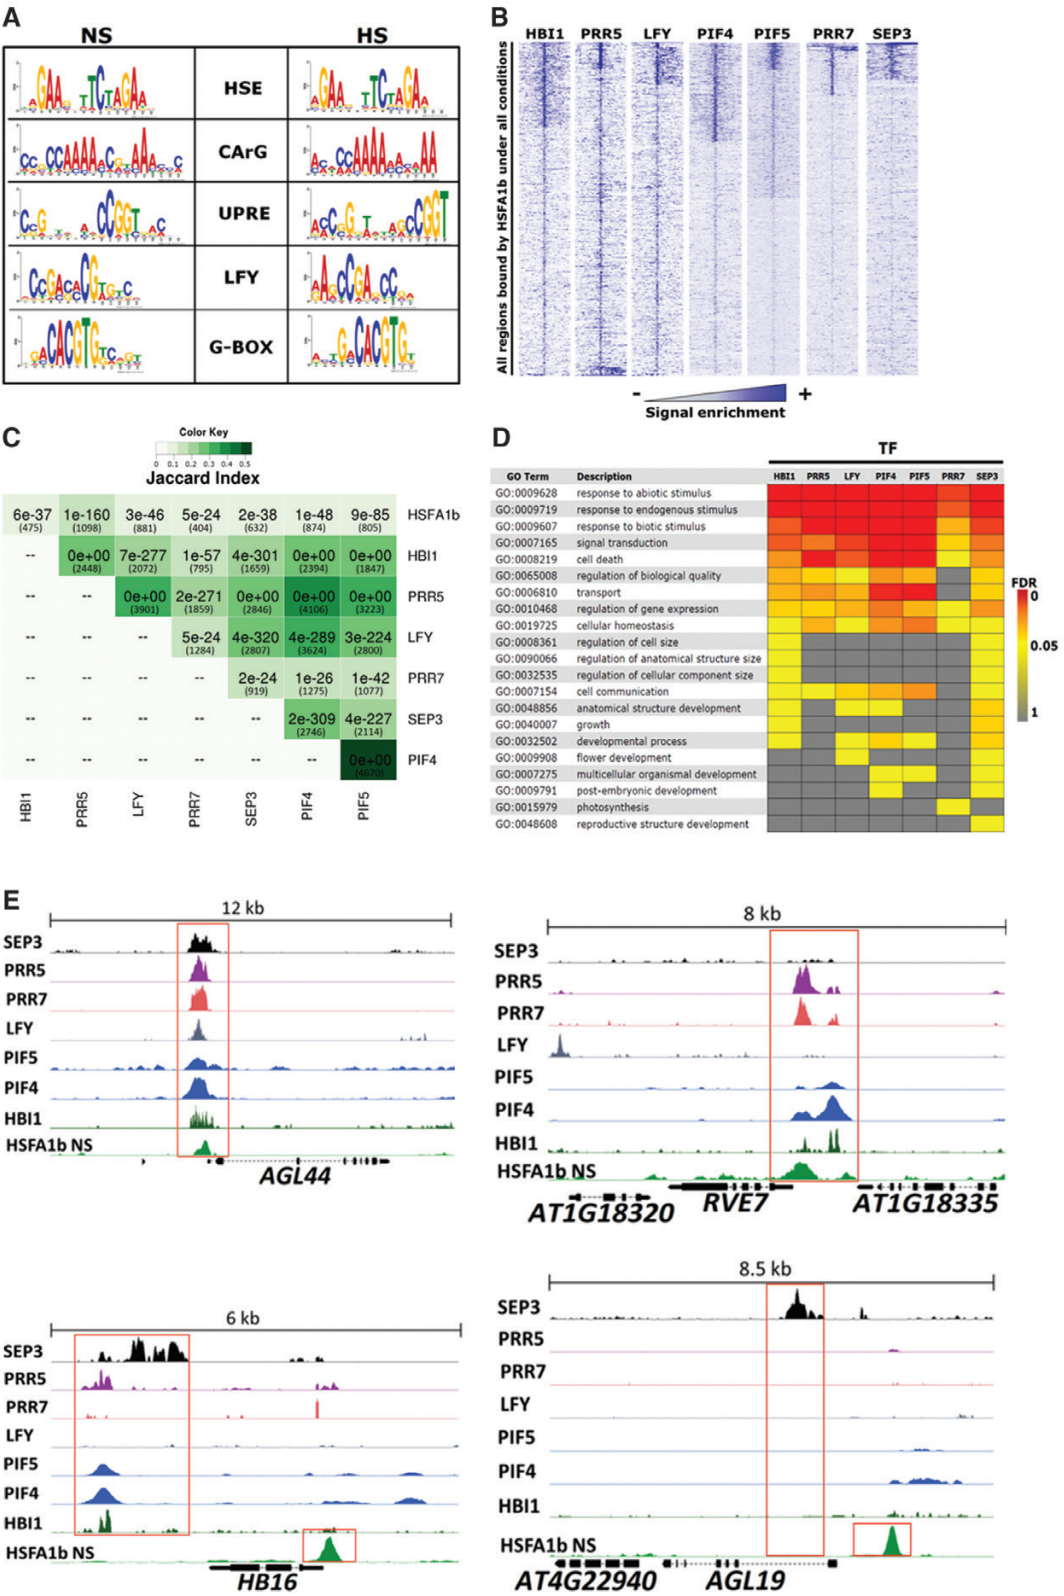 A
NS HS
HSE
CArG
UPRE
LFY
G-BOX
B
HBI1 PRR5 LFY PIF4 PIF5 PRR7 SEP3
All regions bound by HSFA1b under all conditions
- +
Signal enrichment
C
Color Key
0 0.1 0.2 0.3 0.4 0.5
Jaccard Index
6e-37 1e-160 3e-46 5e-24 2e-38 1e-48 9e-85 HSFA1b
(475) (1098) (881) (404) (632) (874) (805)
-- 0e+00 7e-277 1e-57 4e-301 0e+00 0e+00 HBI1
(2448) (2072) (795) (1659) (2394) (1847)
-- -- 0e+00 2e-271 0e+00 0e+00 0e+00 PRR5
(3901) (1859) (2846) (4106) (3223)
-- -- -- 5e-24 4e-320 4e-289 3e-224 LFY
(1284) (2807) (3624) (2800)
-- -- -- -- 2e-24 1e-26 1e-42 PRR7
(919) (1275) (1077)
-- -- -- -- -- 2e-309 4e-227 SEP3
(2746) (2114)
-- -- -- -- -- -- 0e+00 PIF4
(4620)
HBI1 PRR5 LFY PRR7 SEP3 PIF4 PIF5
D
TF
GO Term Description HBI1 PRR5 LFY PIF4 PIF5 PRR7 SEP3
GO:0009628 response to abiotic stimulus
GO:0009719 response to endogenous stimulus
GO:0009607 response to biotic stimulus
GO:0007165 signal transduction
GO:0008219 cell death
GO:0065008 regulation of biological quality
GO:0006810 transport
GO:0010468 regulation of gene expression
GO:0019725 cellular homeostasis
GO:0008361 regulation of cell size
GO:0090066 regulation of anatomical structure size
GO:0032535 regulation of cellular component size
GO:0007154 cell communication
GO:0048856 anatomical structure development
GO:0040007 growth
GO:0032502 developmental process
GO:0009908 flower development
GO:0007275 multicellular organismal development
GO:0009791 post-embryonic development
GO:0015979 photosynthesis
GO:0048608 reproductive structure development
FDR
0
0.05
1
E
12 kb
SEP3
PRR5
PRR7
LFY
PIF5
PIF4
HBI1
HSFA1b NS
AGL44
8 kb
SEP3
PRR5
PRR7
LFY
PIF5
PIF4
HBI1
HSFA1b NS
AT1G18320 RVE7 AT1G18335
6 kb
SEP3
PRR5
PRR7
LFY
PIF5
PIF4
HBI1
HSFA1b NS
HB16
8.5 kb
SEP3
PRR5
PRR7
LFY
PIF5
PIF4
HBI1
HSFA1b NS
AT4G22940 AGL19